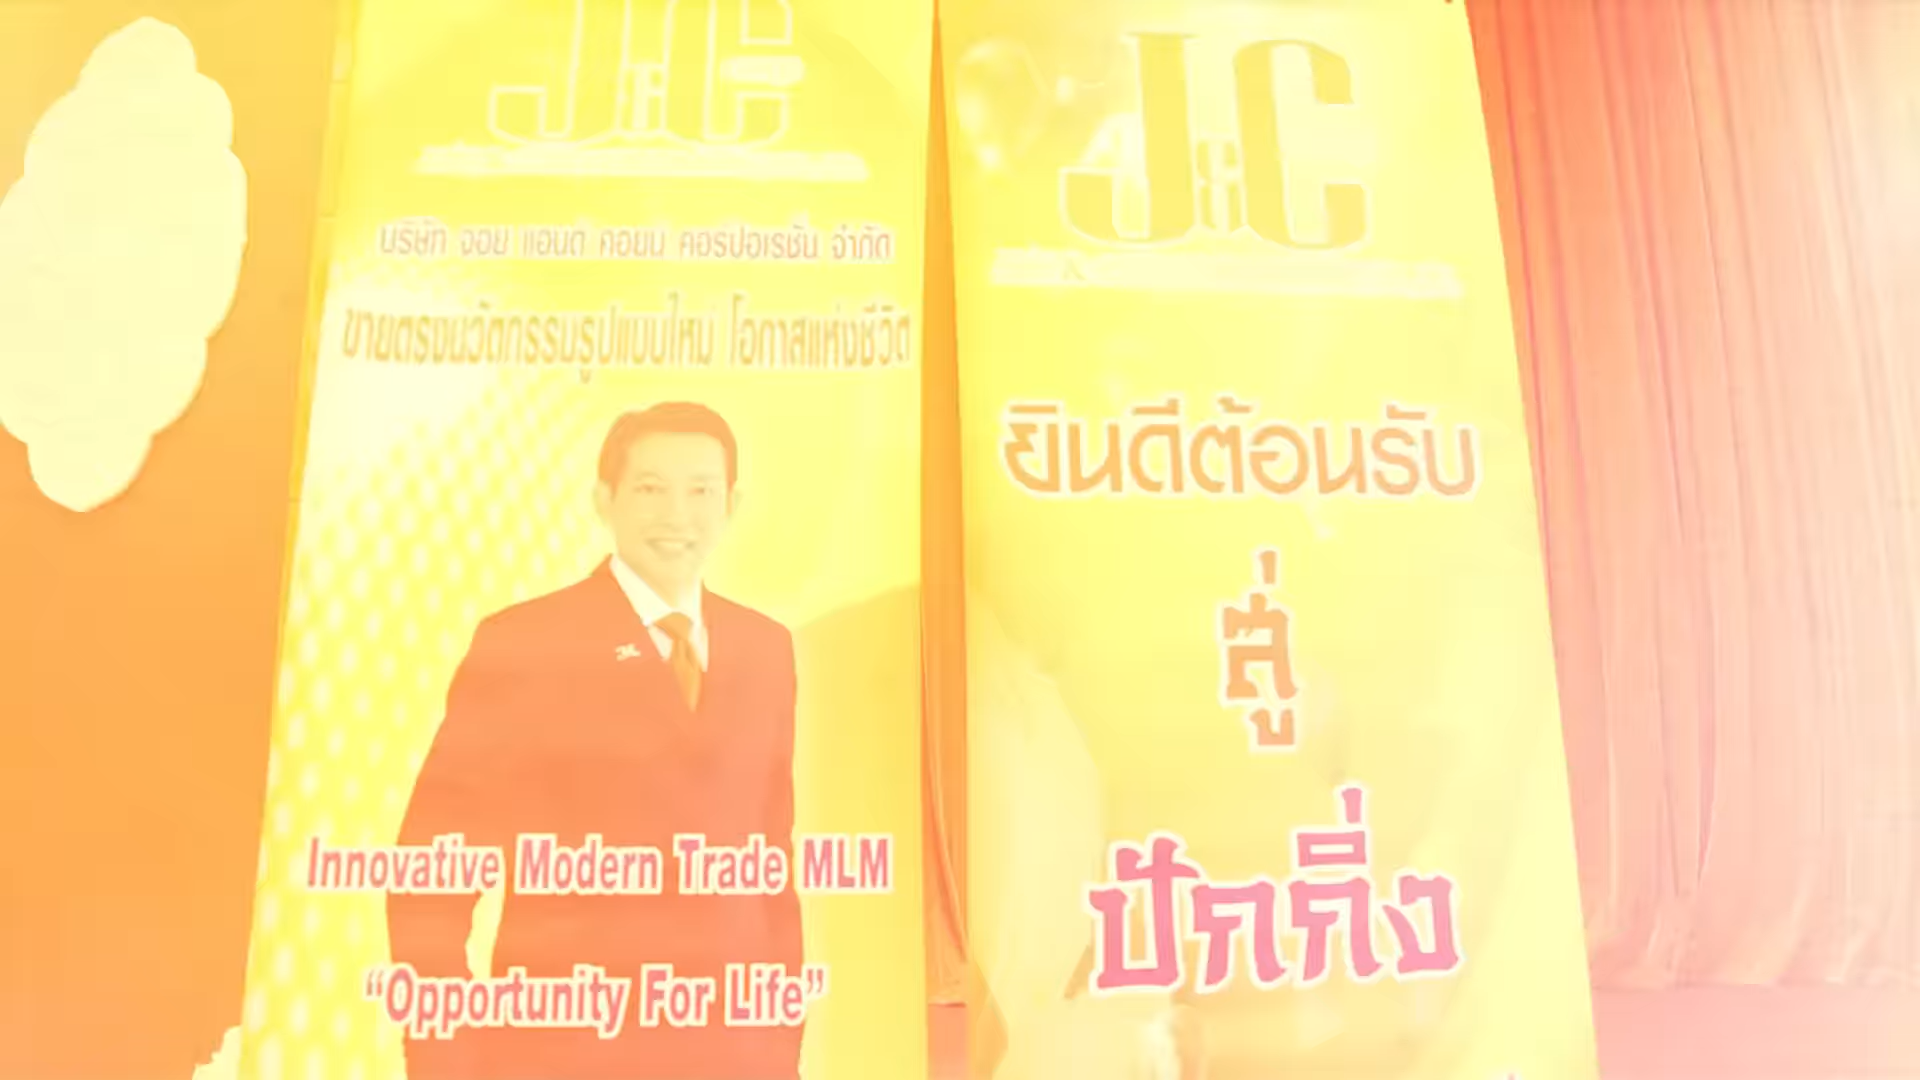 J&C
บริษัท จอย แอนด์ คอยน์ คอร์ปอเรชั่น จำกัด
ขายตรงนวัตกรรมรูปแบบใหม่ โอกาสแห่งชีวิต
Innovative Modern Trade MLM
“Opportunity For Life”
J&C
ยินดีต้อนรับ
สู่
ปักกิ่ง